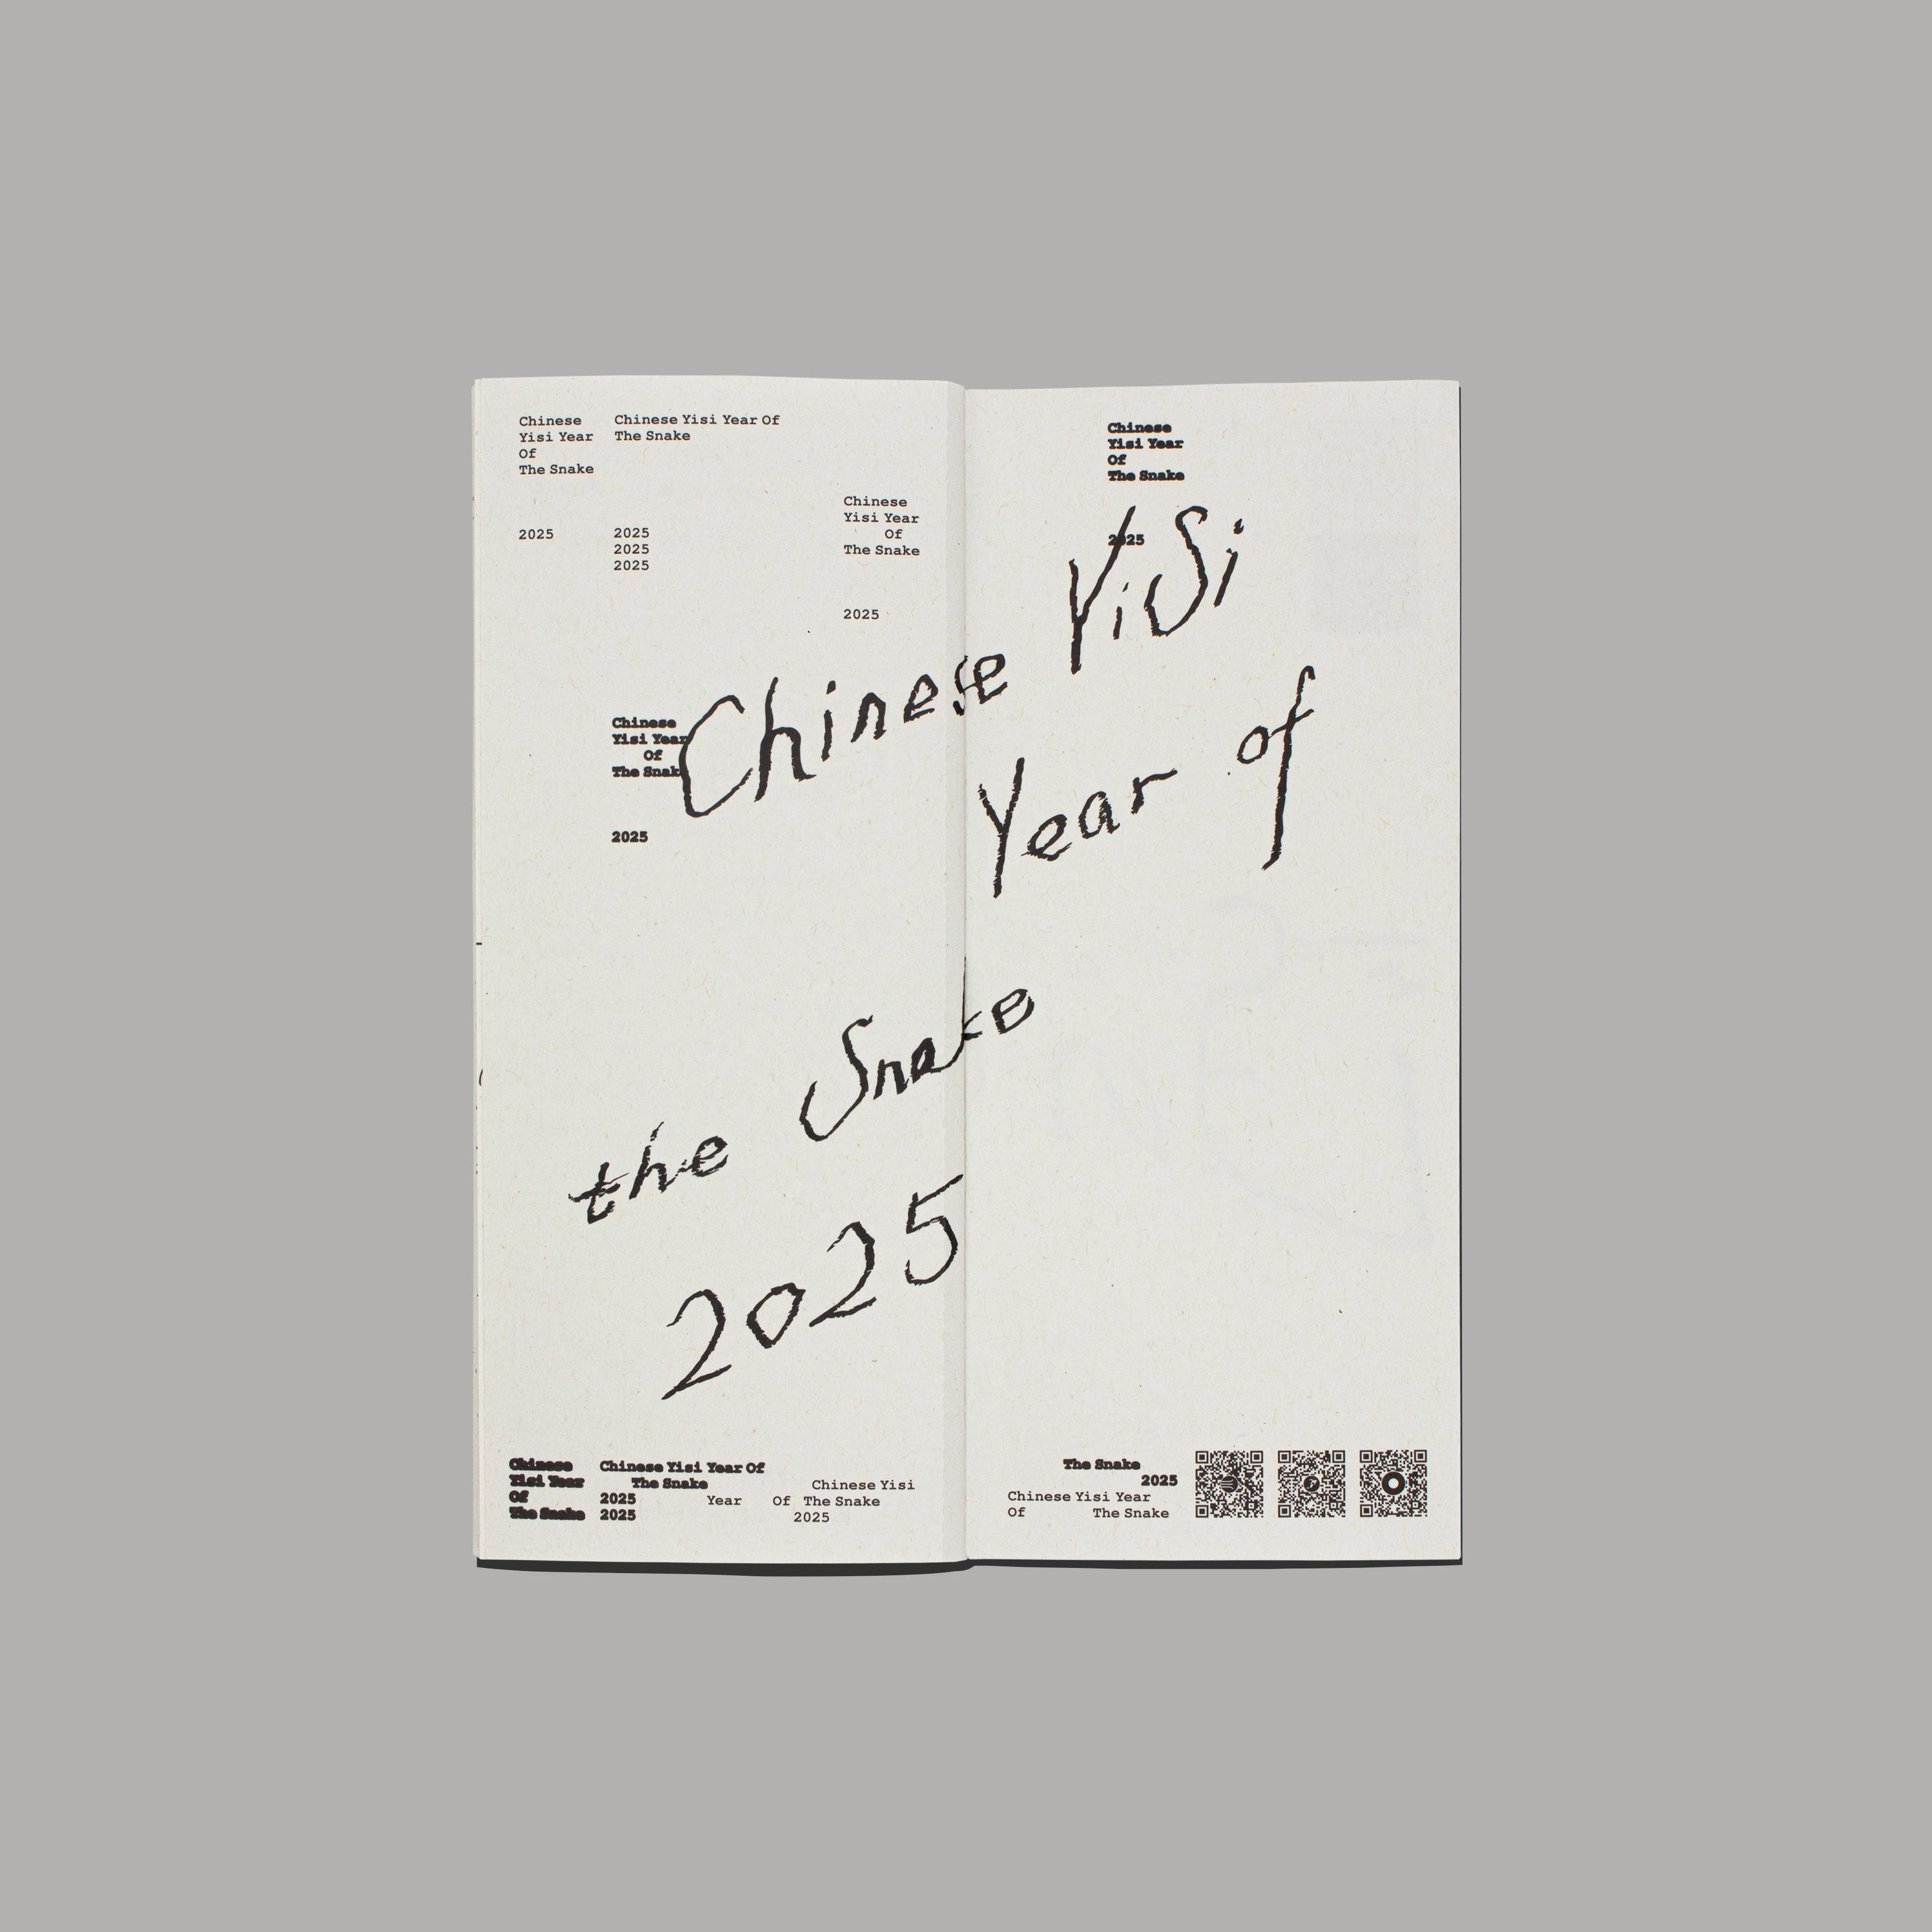 Chinese
Yisi Year
Of
The Snake
2025
Chinese Yisi Year Of
The Snake
2025
2025
2025
Chinese
Yisi Year
Of
The Snake
2025
Chinese
Yisi Year
Of
The Snake
2025
Chinese
Yisi Year
Of
The Snake
2025
Chinese YiSi
Year of
the Snake
2025
Chinese
Yisi Year
Of
The Snake
Chinese Yisi Year Of
The Snake
2025
2025
Chinese Yisi
Year Of The Snake
2025
The Snake
2025
Chinese Yisi Year
Of The Snake